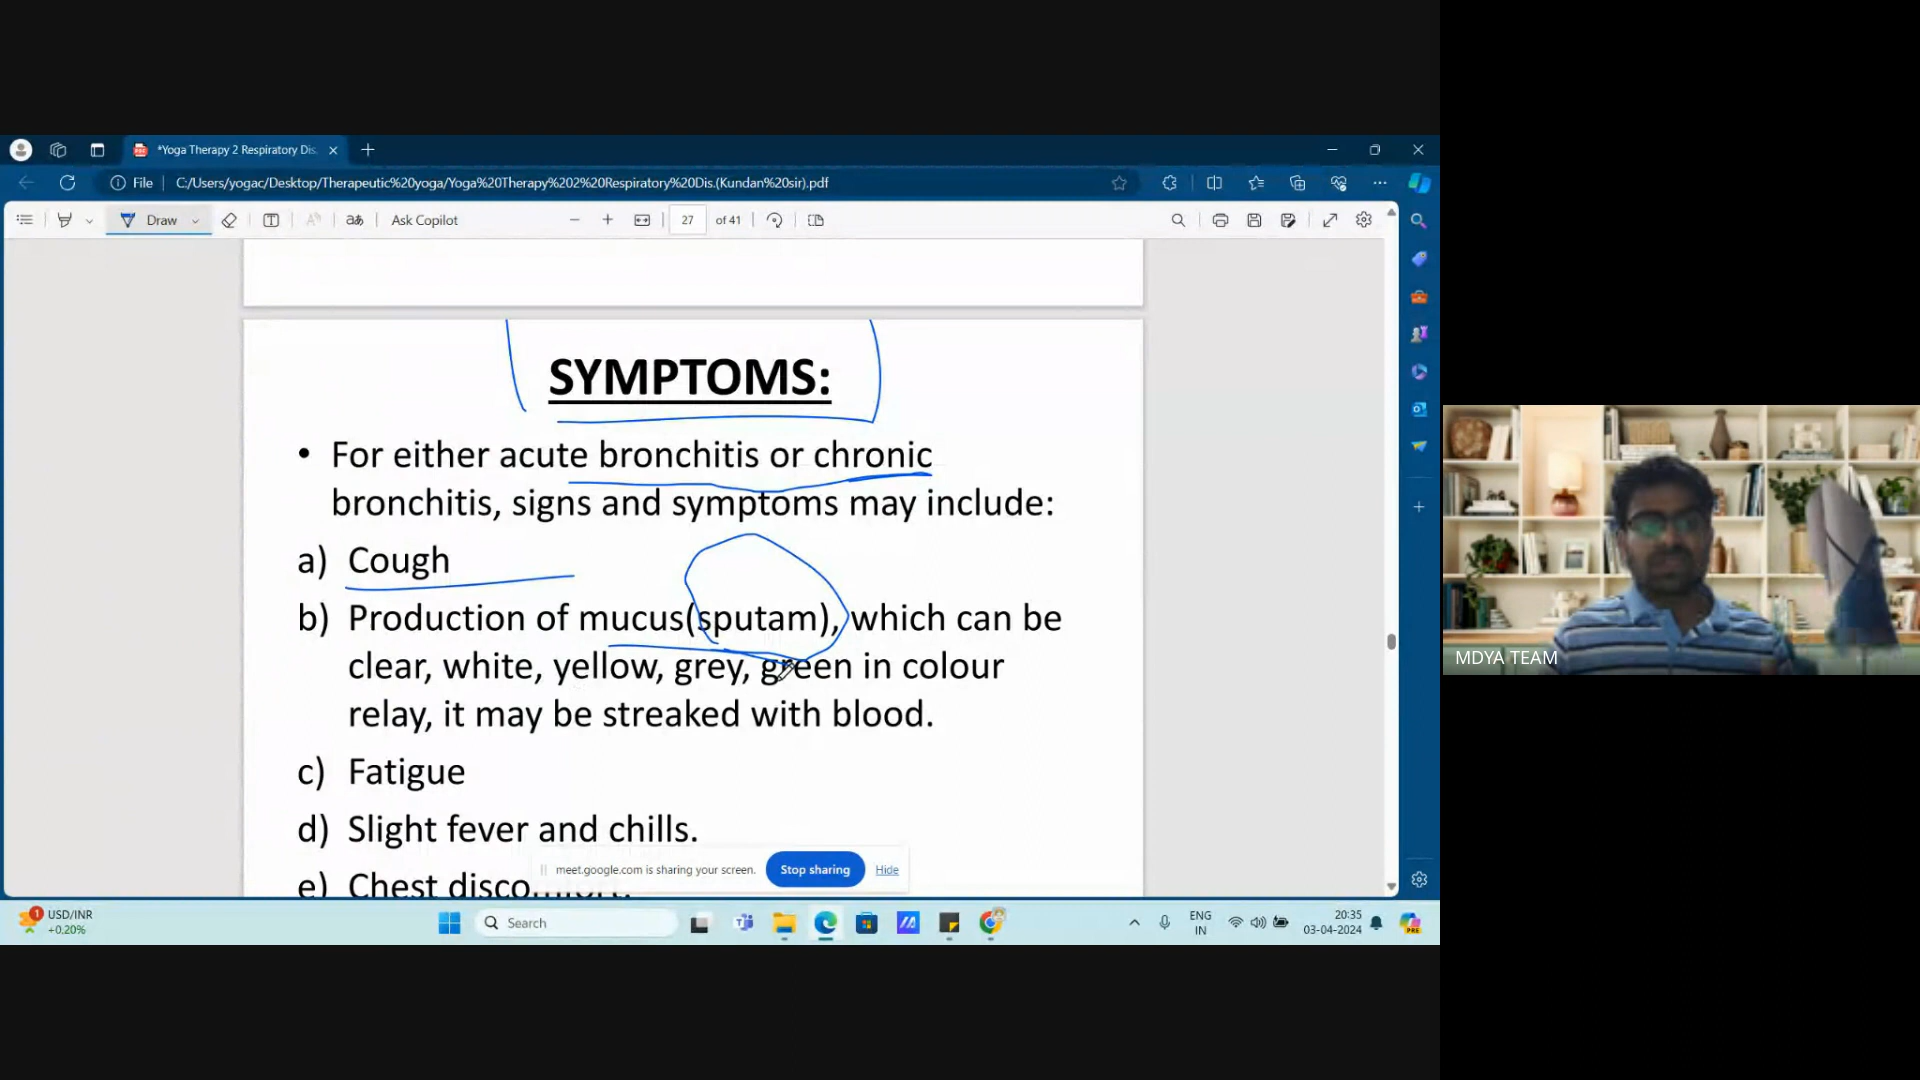 *Yoga Therapy 2 Respiratory Dis.
File C:/Users/yogac/Desktop/Therapeutic%20yoga/Yoga%20Therapy%202%20Respiratory%20Dis.(Kundan%20sir).pdf
Draw Ask Copilot 27 of 41
SYMPTOMS:
• For either acute bronchitis or chronic
bronchitis, signs and symptoms may include:
a) Cough
b) Production of mucus(sputam), which can be
clear, white, yellow, grey, green in colour
relay, it may be streaked with blood.
c) Fatigue
d) Slight fever and chills.
e) Chest discomfort.
meet.google.com is sharing your screen. Stop sharing Hide
MDYA TEAM
1 USD/INR
+0.20%
Search
ENG
IN
20:35
03-04-2024
PRE